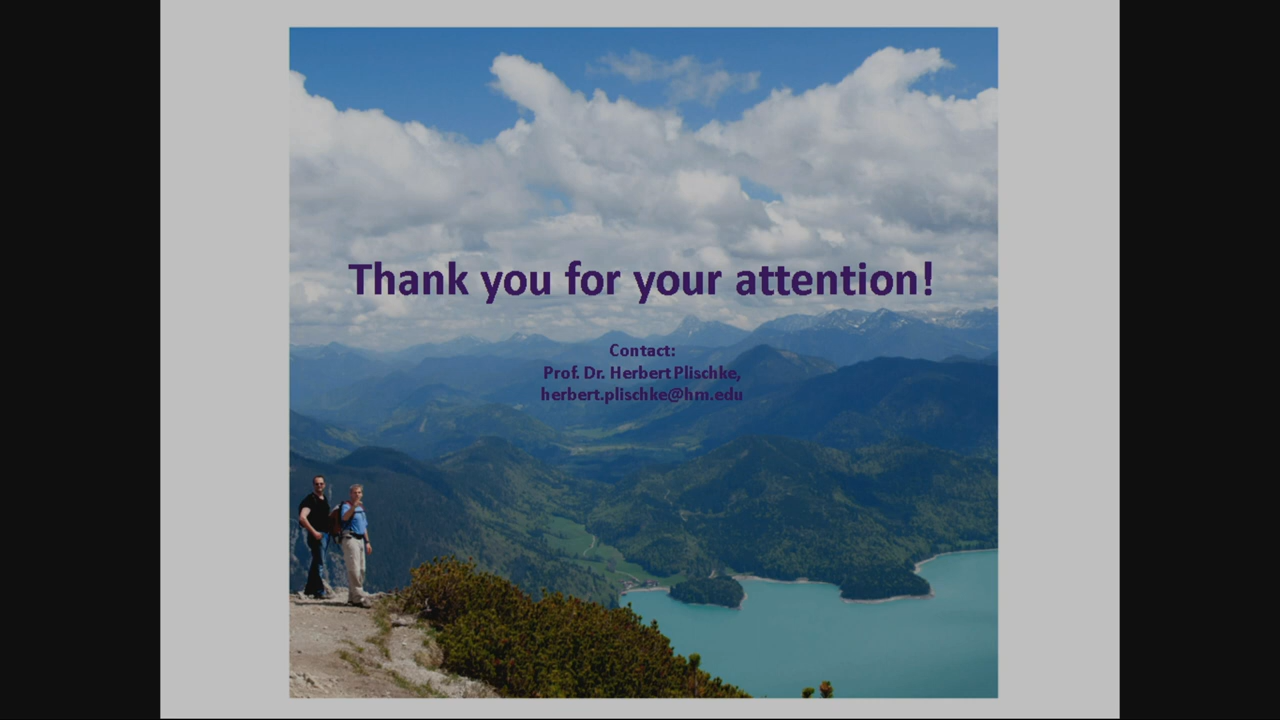 Thank you for your attention!
Contact:
Prof. Dr. Herbert Plischke,
herbert.plischke@hm.edu